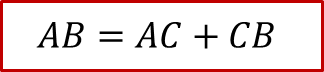 AB = AC + CB